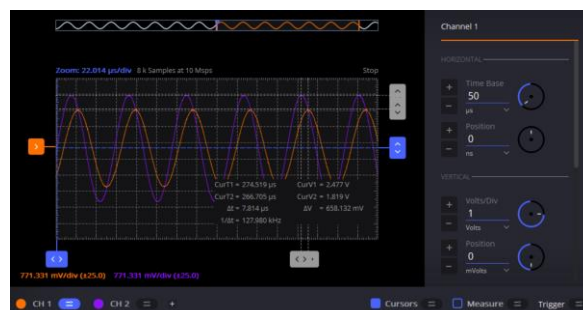 Channel 1
HORIZONTAL
Zoom: 22.014 µs/div 8 k Samples at 10 Msps Stop
+ Time Base
50
− µs
+ Position
0
− ns
CurT1 = 274.519 µs CurV1 = 2.477 V
CurT2 = 266.705 µs CurV2 = 1.819 V
Δt = 7.814 µs ΔV = 658.132 mV
1/Δt = 127.980 kHz
VERTICAL
+ Volts/Div
1
− Volts
+ Position
0
− mVolts
771.331 mV/div (±25.0) 771.331 mV/div (±25.0)
CH 1 CH 2 + Cursors Measure Trigger